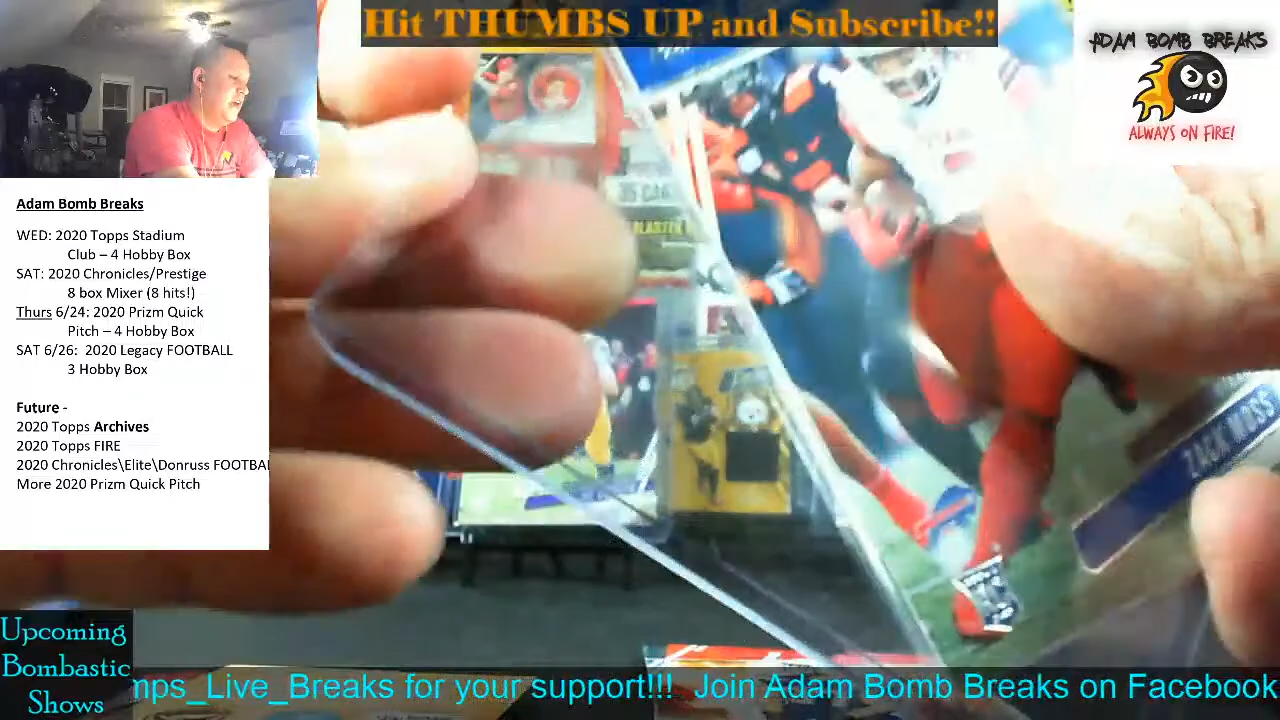 Hit THUMBS UP and Subscribe!!
ADAM BOMB BREAKS
ALWAYS ON FIRE!
Adam Bomb Breaks
WED: 2020 Topps Stadium
Club – 4 Hobby Box
SAT: 2020 Chronicles/Prestige
8 box Mixer (8 hits!)
Thurs 6/24: 2020 Prizm Quick
Pitch – 4 Hobby Box
SAT 6/26: 2020 Legacy FOOTBALL
3 Hobby Box
Future -
2020 Topps Archives
2020 Topps FIRE
2020 Chronicles\Elite\Donruss FOOTBA
More 2020 Prizm Quick Pitch
ZACK MOSS
Upcoming
Bombastic
Shows
mps_Live_Breaks for your support!!! Join Adam Bomb Breaks on Facebook